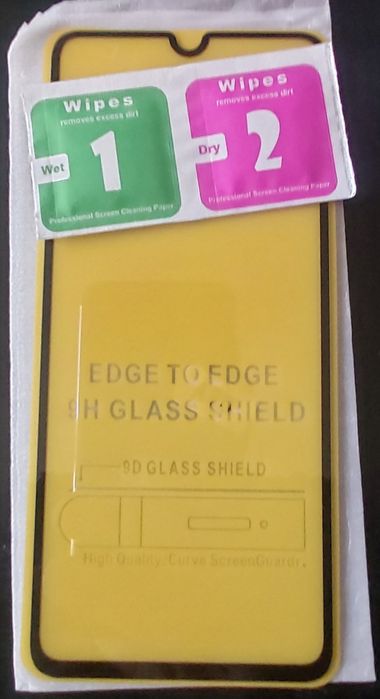 Wipes
removes excess dirt
Wet
1
Professional Screen Cleaning Paper
Wipes
removes excess dirt
Dry
2
Professional Screen Cleaning Paper
EDGE TO EDGE
9H GLASS SHIELD
9D GLASS SHIELD
High Quality, Curve ScreenGuardr.